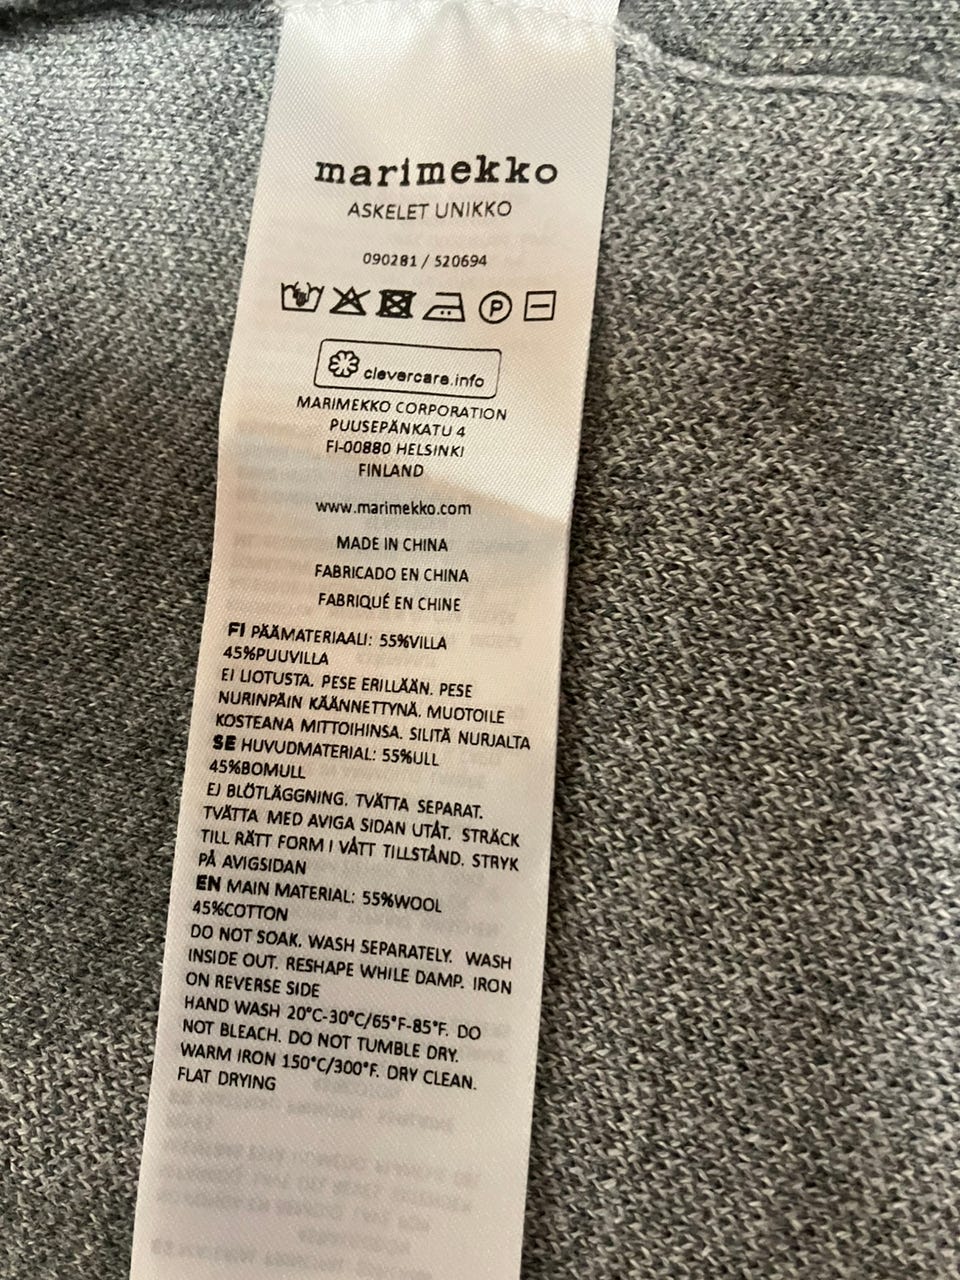 marimekko
ASKELET UNIKKO
090281 / 520694
P
clevercare.info
MARIMEKKO CORPORATION
PUUSEPÄNKATU 4
FI-00880 HELSINKI
FINLAND
www.marimekko.com
MADE IN CHINA
FABRICADO EN CHINA
FABRIQUÉ EN CHINE
FI PÄÄMATERIAALI: 55%VILLA
45%PUUVILLA
EI LIOTUSTA. PESE ERILLÄÄN. PESE
NURINPÄIN KÄÄNNETTYNÄ. MUOTOILE
KOSTEANA MITTOIHINSA. SILITÄ NURJALTA
SE HUVUDMATERIAL: 55%ULL
45%BOMULL
EJ BLÖTLÄGGNING. TVÄTTA SEPARAT.
TVÄTTA MED AVIGA SIDAN UTÅT. STRÄCK
TILL RÄTT FORM I VÅTT TILLSTÅND. STRYK
PÅ AVIGSIDAN
EN MAIN MATERIAL: 55%WOOL
45%COTTON
DO NOT SOAK. WASH SEPARATELY. WASH
INSIDE OUT. RESHAPE WHILE DAMP. IRON
ON REVERSE SIDE
HAND WASH 20°C-30°C/65°F-85°F. DO
NOT BLEACH. DO NOT TUMBLE DRY.
WARM IRON 150°C/300°F. DRY CLEAN.
FLAT DRYING